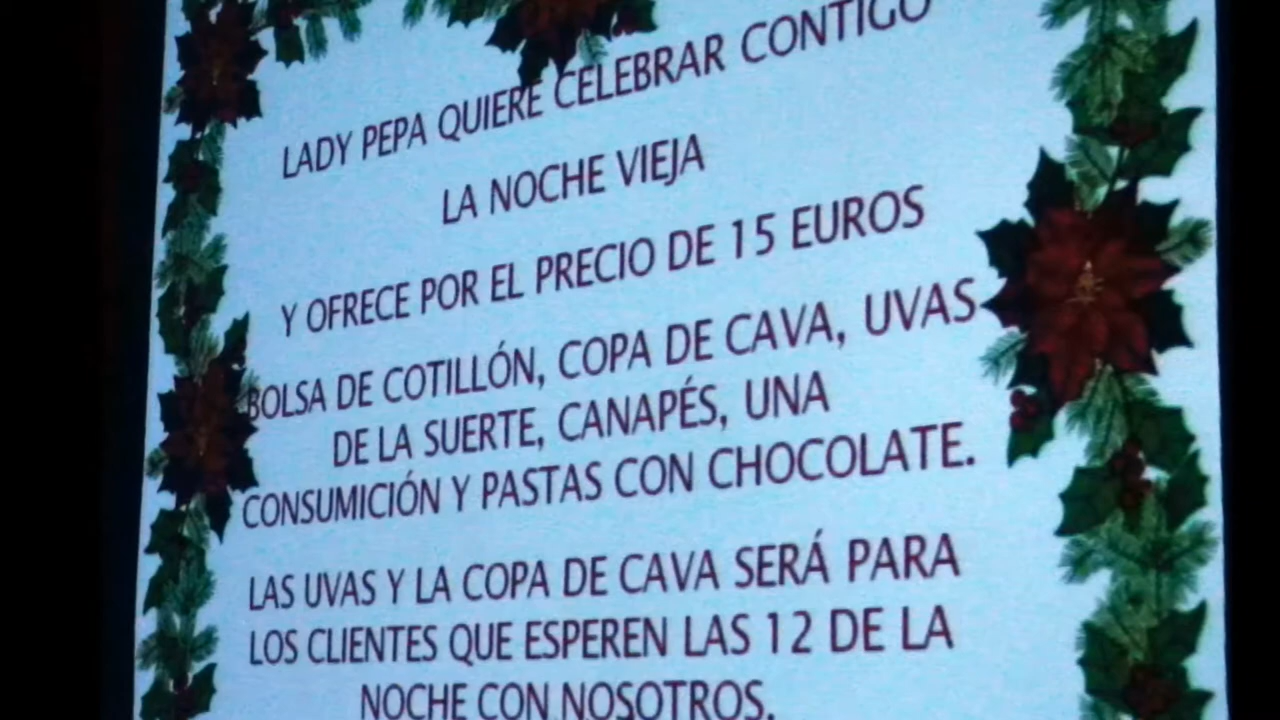 LADY PEPA QUIERE CELEBRAR CONTIGO
LA NOCHE VIEJA
Y OFRECE POR EL PRECIO DE 15 EUROS
BOLSA DE COTILLÓN, COPA DE CAVA, UVAS
DE LA SUERTE, CANAPÉS, UNA
CONSUMICIÓN Y PASTAS CON CHOCOLATE.
LAS UVAS Y LA COPA DE CAVA SERÁ PARA
LOS CLIENTES QUE ESPEREN LAS 12 DE LA
NOCHE CON NOSOTROS.